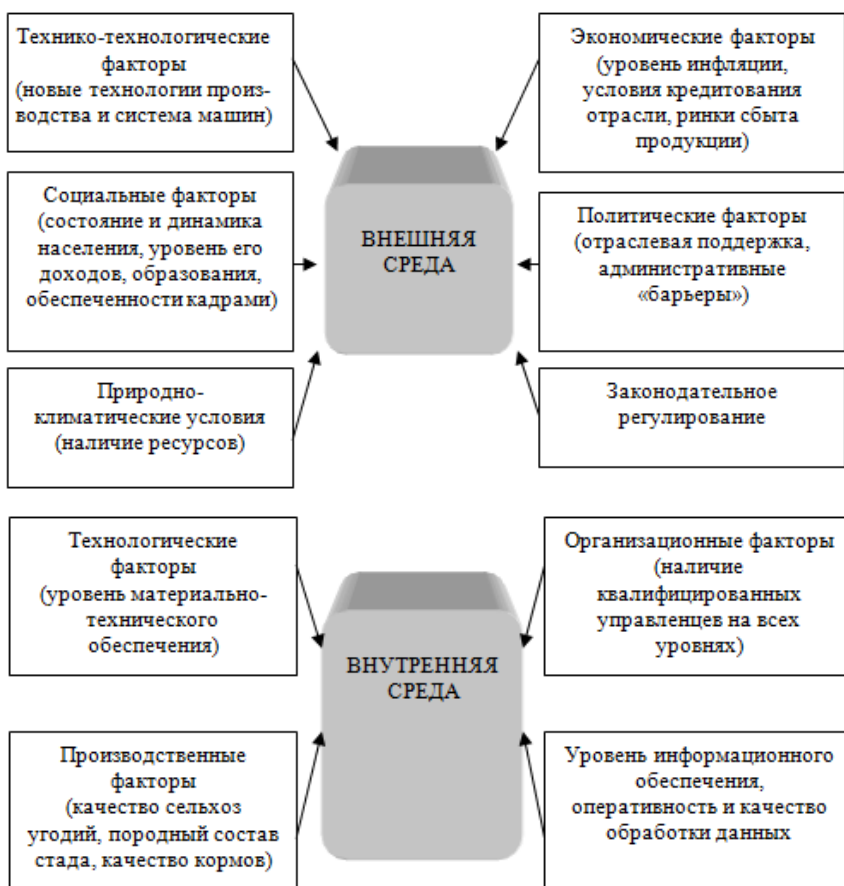 Технико-технологические
факторы
(новые технологии произ-
водства и система машин)
Экономические факторы
(уровень инфляции,
условия кредитования
отрасли, ринки сбыта
продукции)
Социальные факторы
(состояние и динамика
населения, уровень его
доходов, образования,
обеспеченности кадрами)
ВНЕШНЯЯ
СРЕДА
Политические факторы
(отраслевая поддержка,
административные
«барьеры»)
Природно-
климатические условия
(наличие ресурсов)
Законодательное
регулирование
Технологические
факторы
(уровень материально-
технического
обеспечения)
Организационные факторы
(наличие
квалифицированных
управленцев на всех
уровнях)
ВНУТРЕННЯЯ
СРЕДА
Производственные
факторы
(качество сельхоз
угодий, породный состав
стада, качество кормов)
Уровень информационного
обеспечения,
оперативность и качество
обработки данных